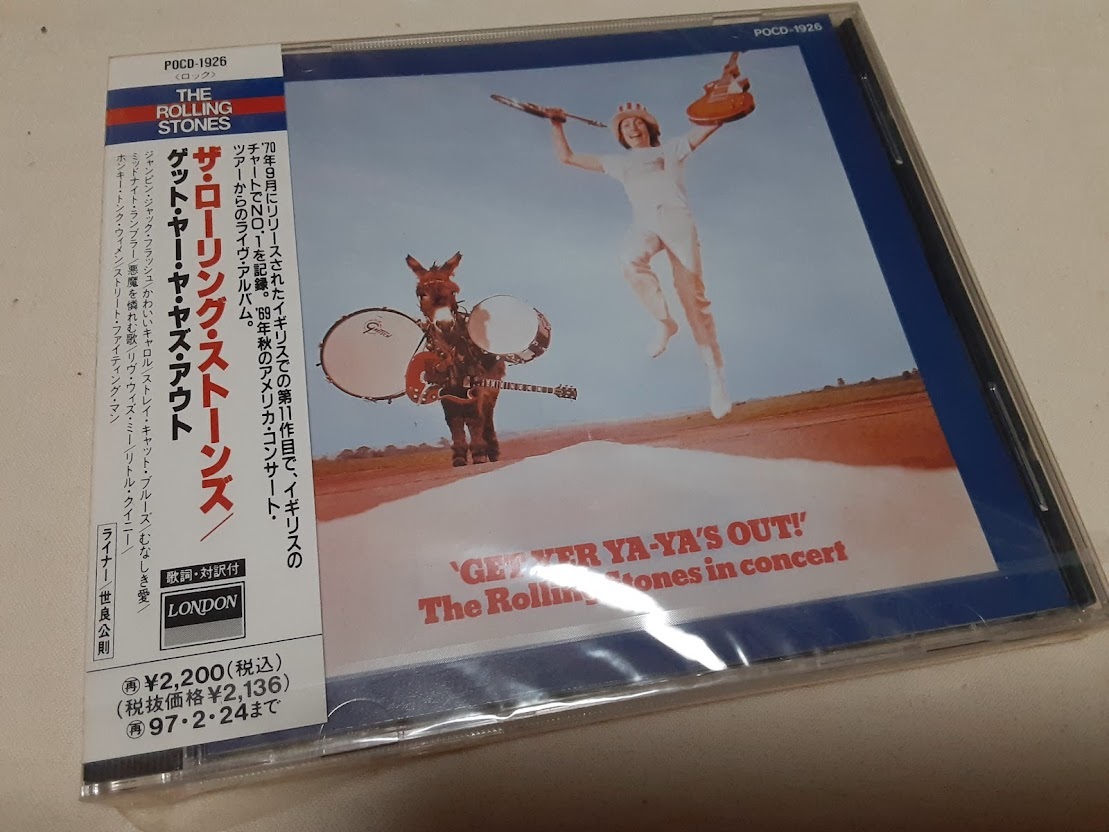 POCD-1926
〈ロック〉
THE
ROLLING
STONES
'70年9月にリリースされたイギリスでの第11作目で、イギリスの
チャートでNO.1を記録。'69年秋のアメリカ・コンサート・
ツアーからのライヴ・アルバム。
ザ・ローリング・ストーンズ/
ゲット・ヤー・ヤ・ヤズ・アウト
ジャンピン・ジャック・フラッシュ/かわいいキャロル/ストレイ・キャット・ブルーズ/むなしき愛/
ミッドナイト・ランブラー/悪魔を憐れむ歌/リヴ・ウィズ・ミー/リトル・クイニー/
ホンキー・トンク・ウィメン/ストリート・ファイティング・マン
ライナー/世良公則
歌詞・対訳付
LONDON
再¥2,200(税込)
(税抜価格¥2,136)
再97・2・24まで
POCD-1926
'GET YER YA-YA'S OUT!'
The Rolling Stones in concert